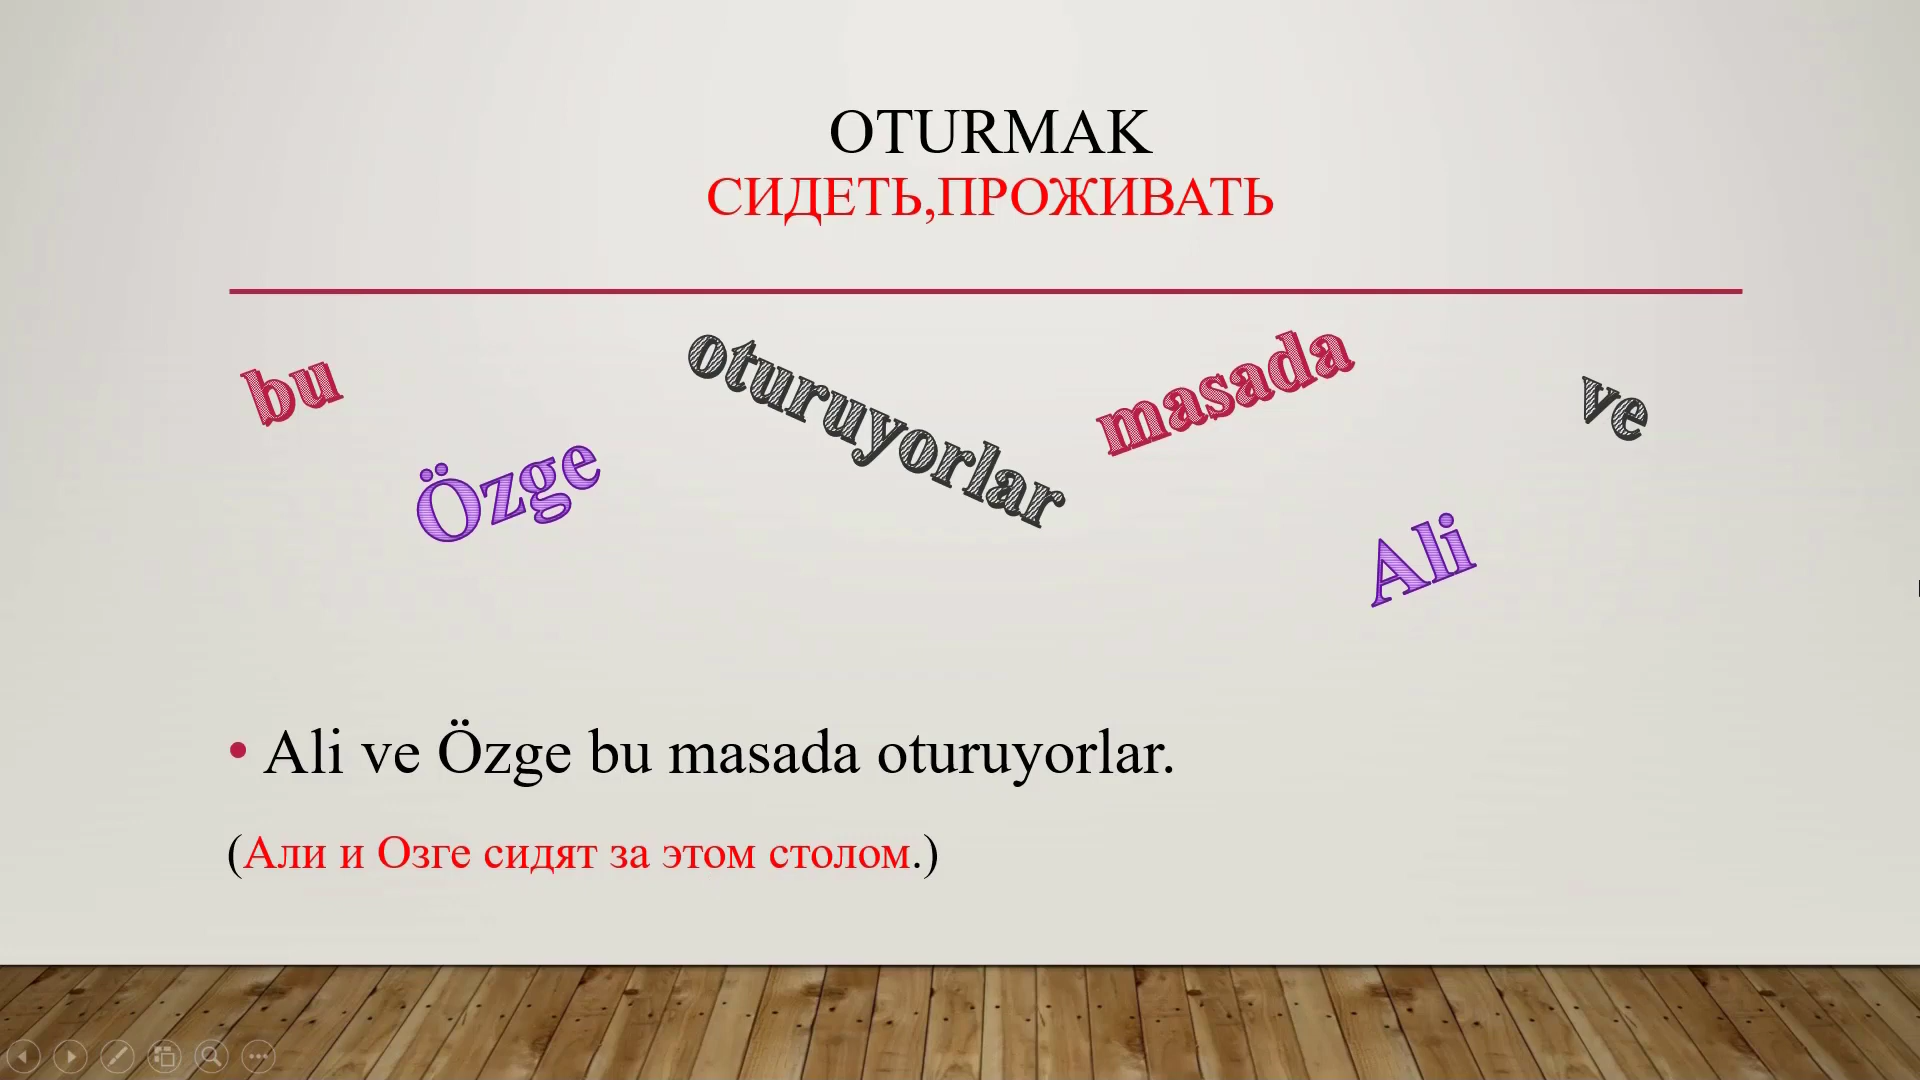 OTURMAK
СИДЕТЬ,ПРОЖИВАТЬ
bu
Özge
oturuyorlar
masada
Ali
ve
• Ali ve Özge bu masada oturuyorlar.
(Али и Озге сидят за этом столом.)